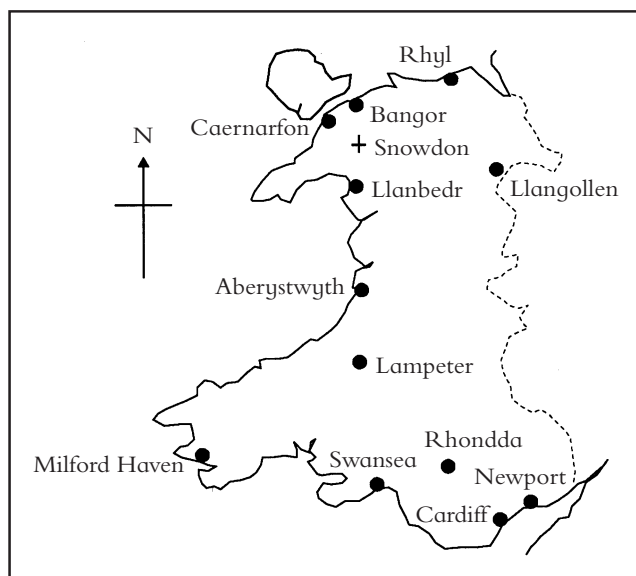 Rhyl
N
Bangor
Caernarfon
Snowdon
Llanbedr
Llangollen
Aberystwyth
Lampeter
Rhondda
Milford Haven
Swansea
Newport
Cardiff